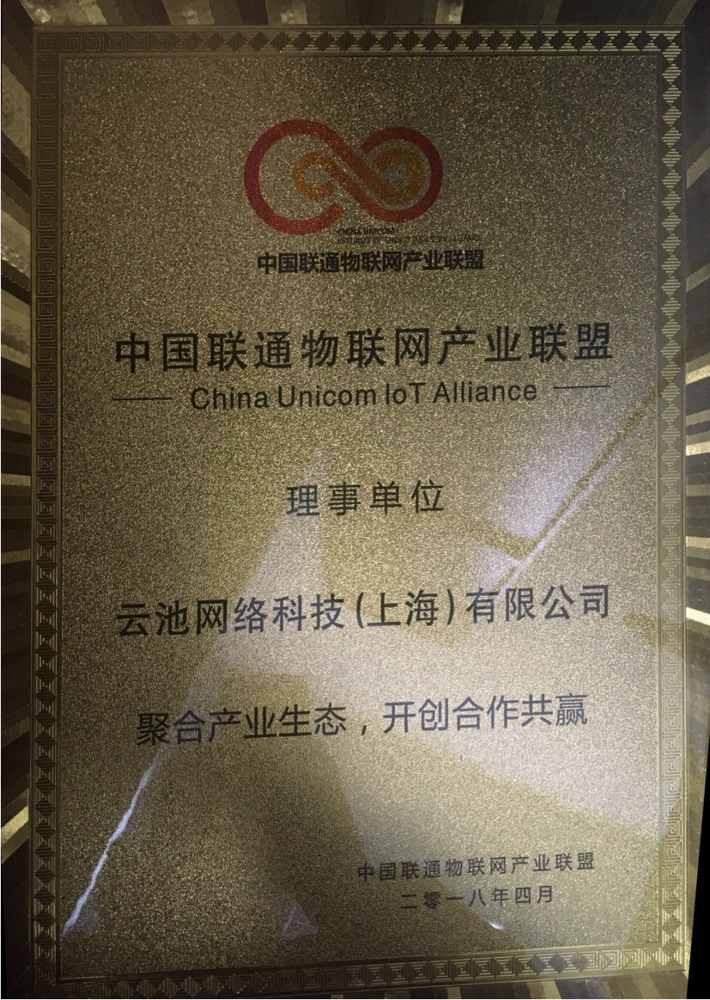 CHINA UNICOM
中国联通物联网产业联盟
中国联通物联网产业联盟
China Unicom IoT Alliance
理事单位
云池网络科技(上海)有限公司
聚合产业生态，开创合作共赢
中国联通物联网产业联盟
二零一八年四月